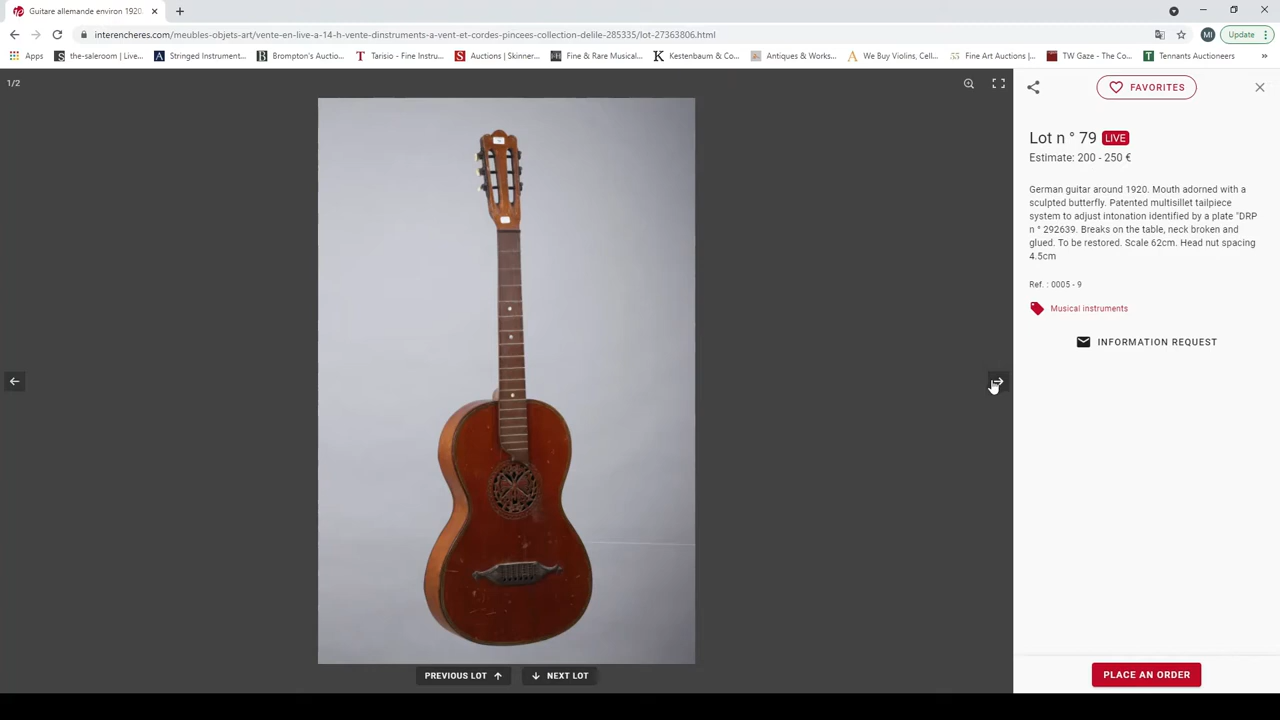 Guitare allemande environ 1920.
interencheres.com/meubles-objets-art/vente-en-live-a-14-h-vente-dinstruments-a-vent-et-cordes-pincees-collection-delile-285335/lot-27363806.html
MI
Update
Apps
the-saleroom | Live...
Stringed Instrument...
Brompton's Auction...
Tarisio - Fine Instru...
Auctions | Skinner...
Fine & Rare Musical...
Kestenbaum & Co...
Antiques & Works...
We Buy Violins, Cell...
Fine Art Auctions |...
TW Gaze - The Co...
Tennants Auctioneers
»
1/2
FAVORITES
Lot n ° 79 LIVE
Estimate: 200 - 250 €
German guitar around 1920. Mouth adorned with a
sculpted butterfly. Patented multisillet tailpiece
system to adjust intonation identified by a plate "DRP
n ° 292639. Breaks on the table, neck broken and
glued. To be restored. Scale 62cm. Head nut spacing
4.5cm
Ref. : 0005 - 9
Musical instruments
INFORMATION REQUEST
PREVIOUS LOT
NEXT LOT
PLACE AN ORDER